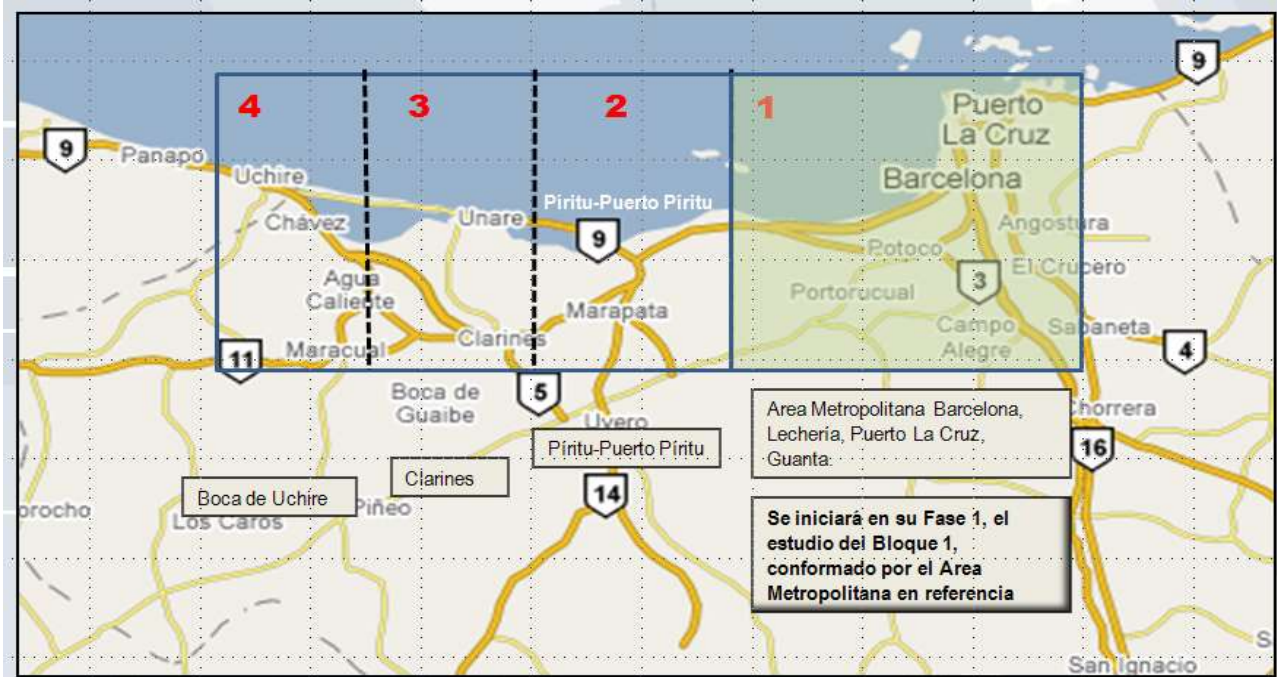 9
Puerto
La Cruz
4
3
2
1
9
Panapo
Uchire
Barcelona
Chávez
Unare
Píritu-Puerto Píritu
9
Angostura
Potoco
El Crucero
3
Agua
Caliente
Portorucual
Marapata
Campo
Alegre
Sabaneta
Clarines
Maracual
11
4
Boca de
Guaibe
5
Uvero
Chorrera
Area Metropolitana Barcelona,
Lechería, Puerto La Cruz,
Guanta.
Píritu-Puerto Píritu
16
Clarines
Boca de Uchire
14
Piñeo
orocho
Los Caros
Se iniciará en su Fase 1, el
estudio del Bloque 1,
conformado por el Area
Metropolitana en referencia
S
San Ignacio